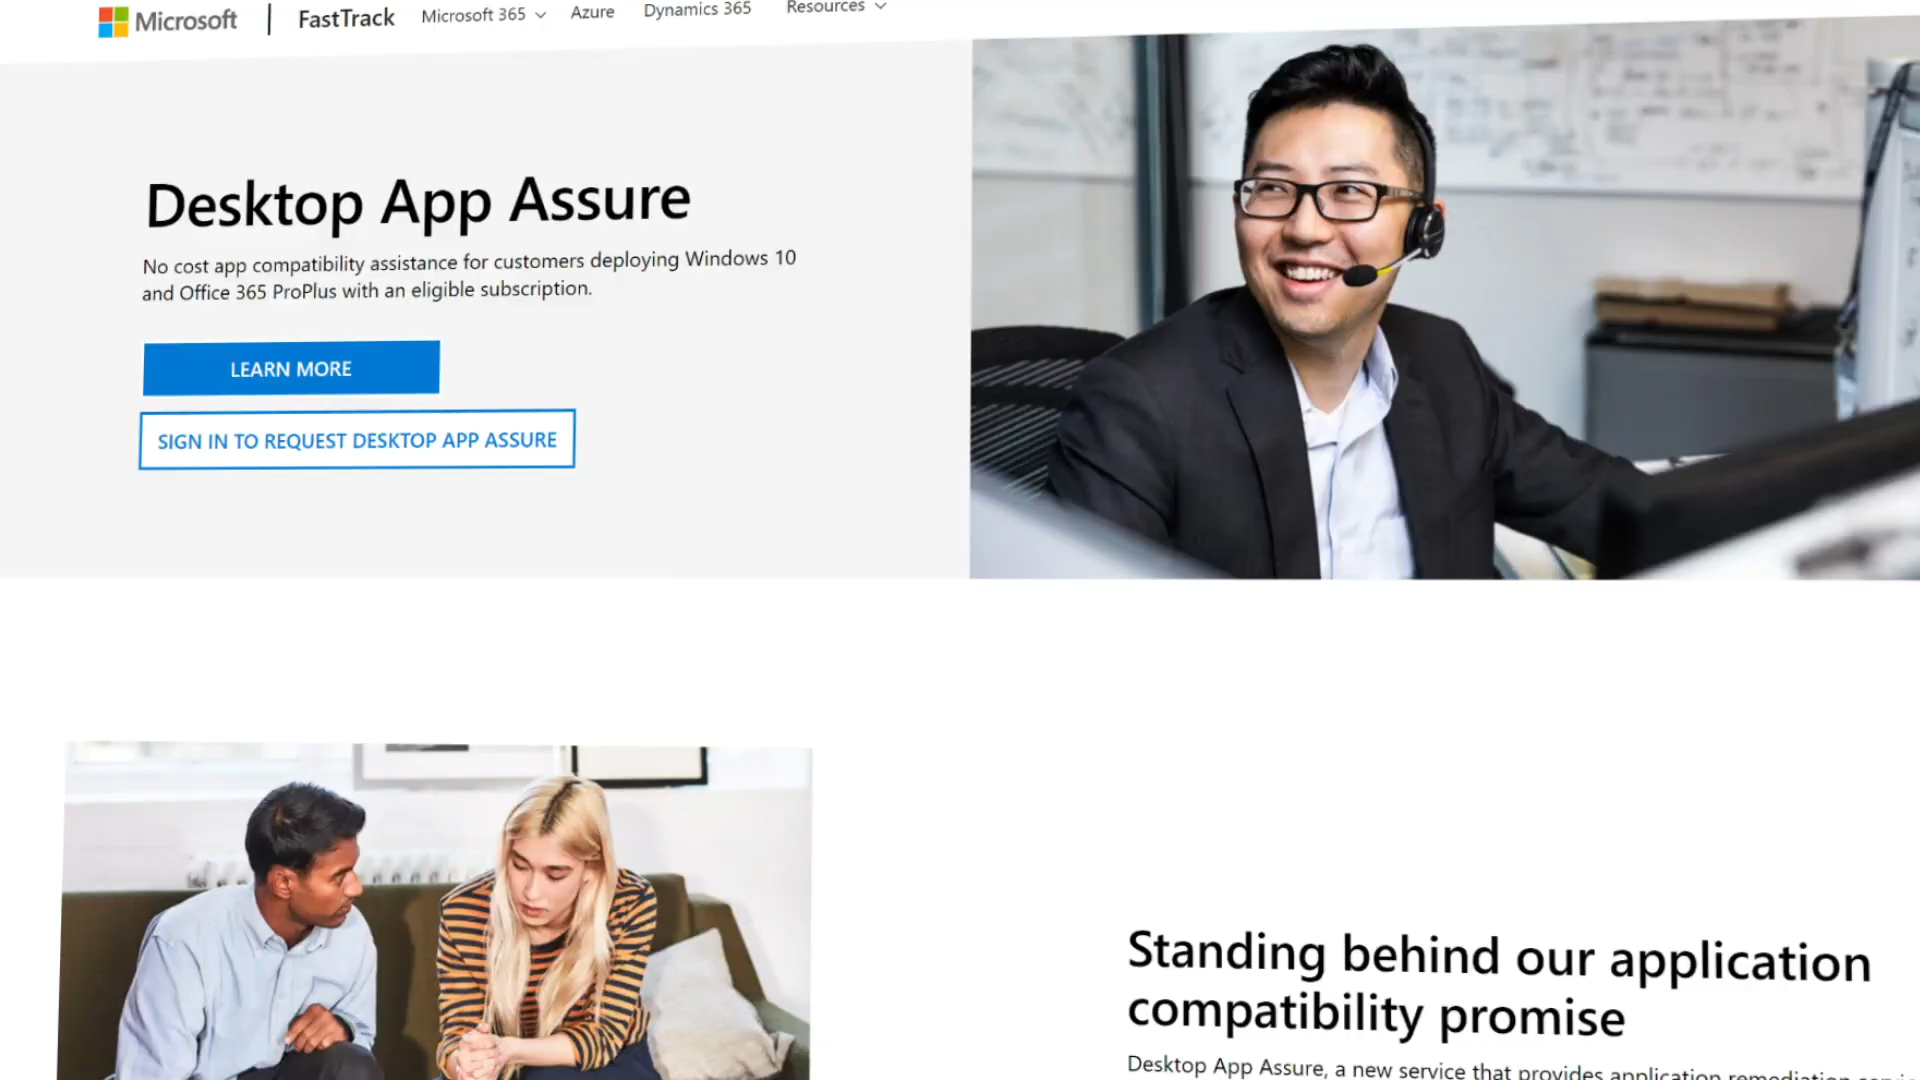 Microsoft FastTrack Microsoft 365 Azure Dynamics 365 Resources
Desktop App Assure
No cost app compatibility assistance for customers deploying Windows 10
and Office 365 ProPlus with an eligible subscription.
LEARN MORE
SIGN IN TO REQUEST DESKTOP APP ASSURE
Standing behind our application
compatibility promise
Desktop App Assure, a new service that provides application remediation